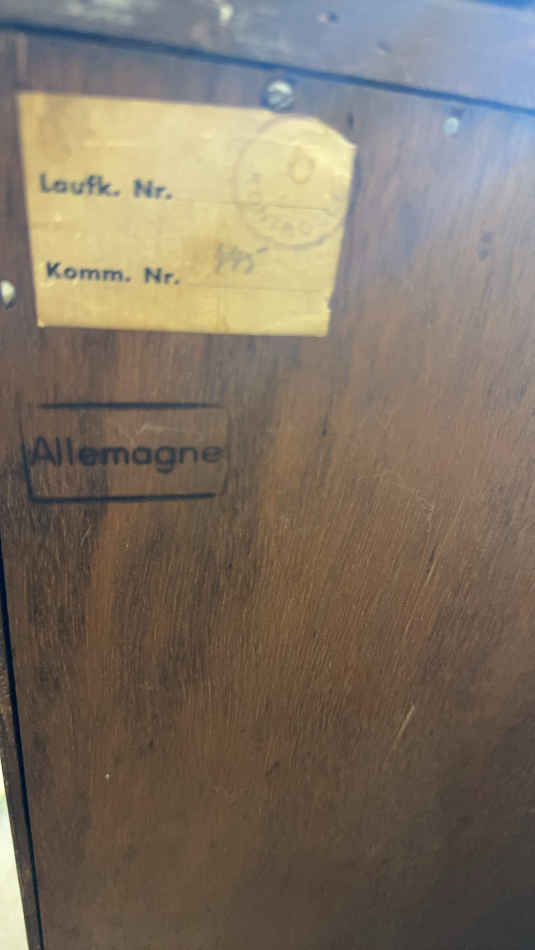 Laufk. Nr.
Komm. Nr.
Allemagne